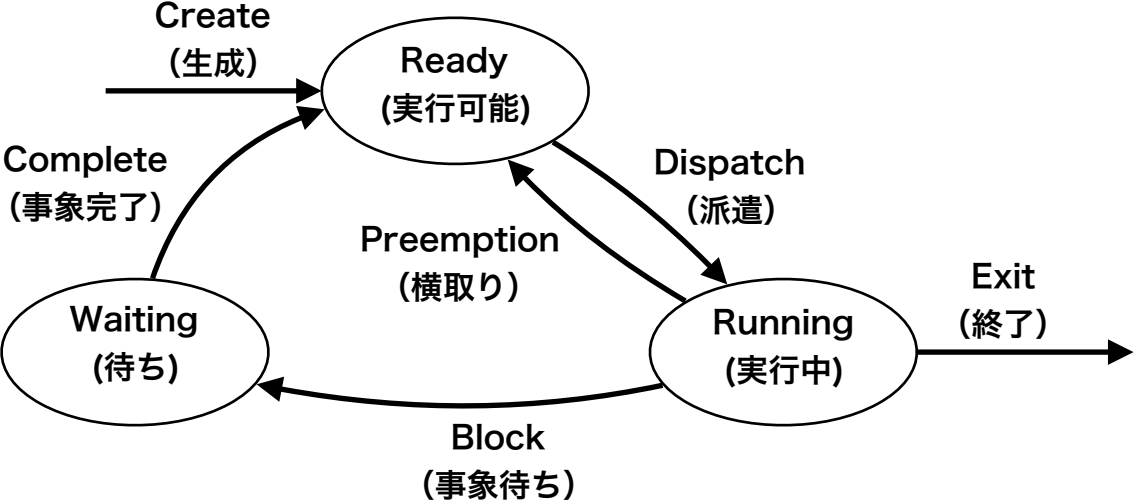 Create
（生成）
Ready
(実行可能)
Complete
（事象完了）
Dispatch
（派遣）
Preemption
（横取り）
Waiting
(待ち)
Running
(実行中)
Exit
（終了）
Block
（事象待ち）